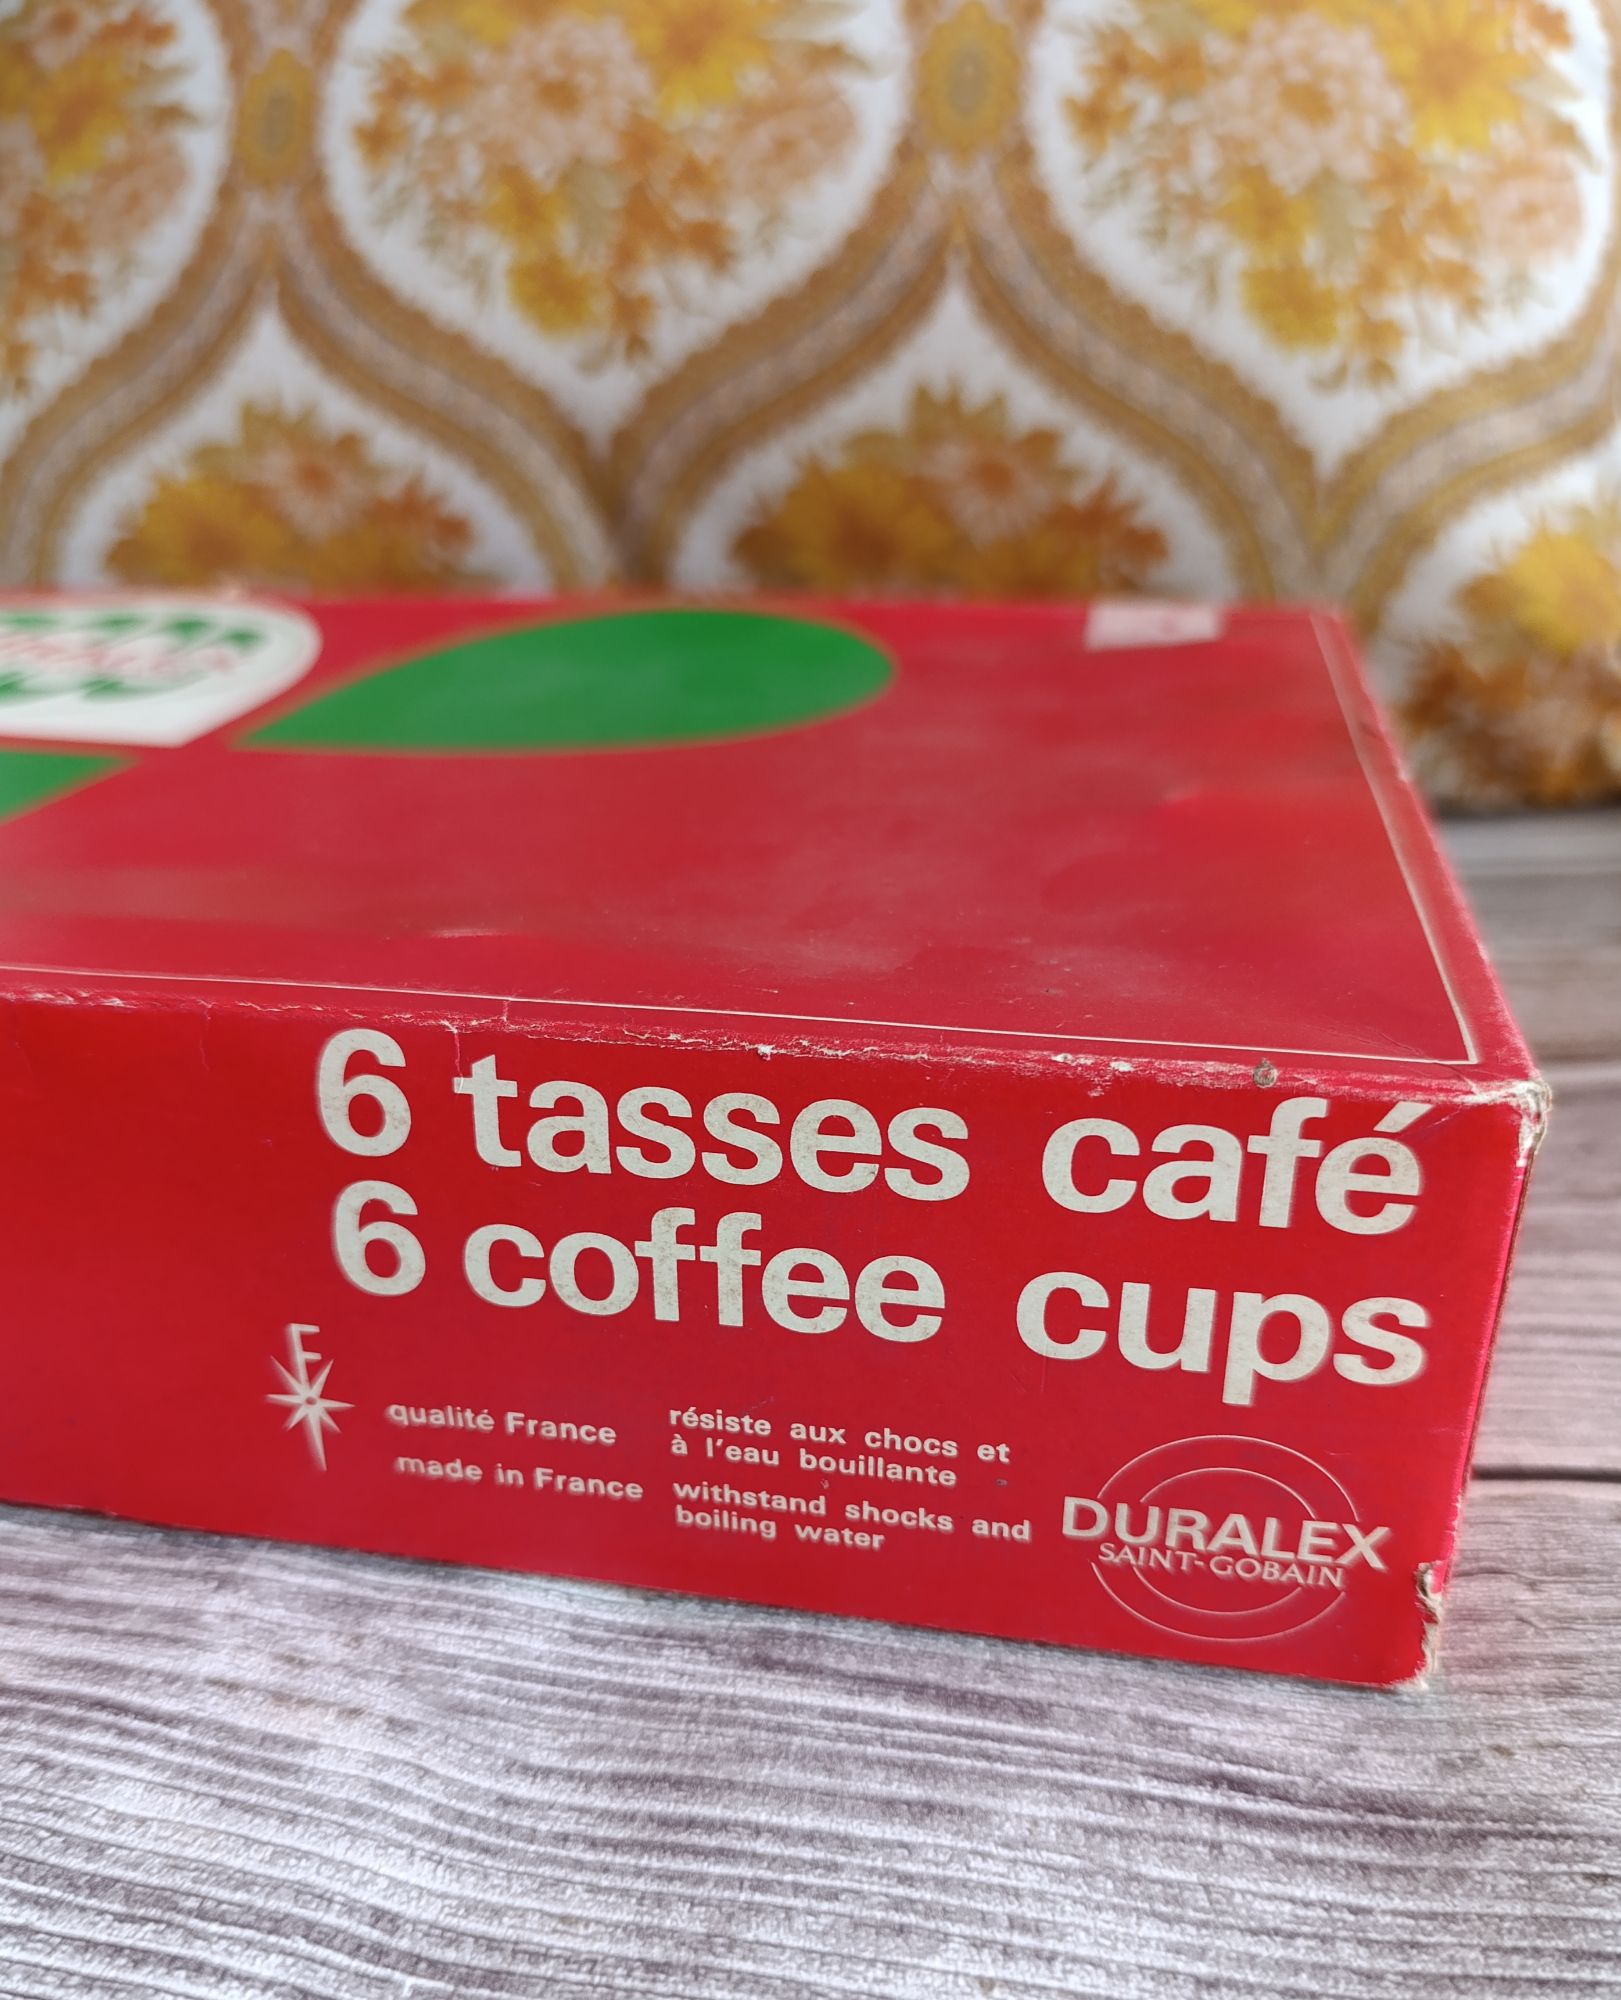 6 tasses café
6 coffee cups
F
qualité France
made in France
résiste aux chocs et
à l'eau bouillante
withstand shocks and
boiling water
DURALEX
SAINT-GOBAIN